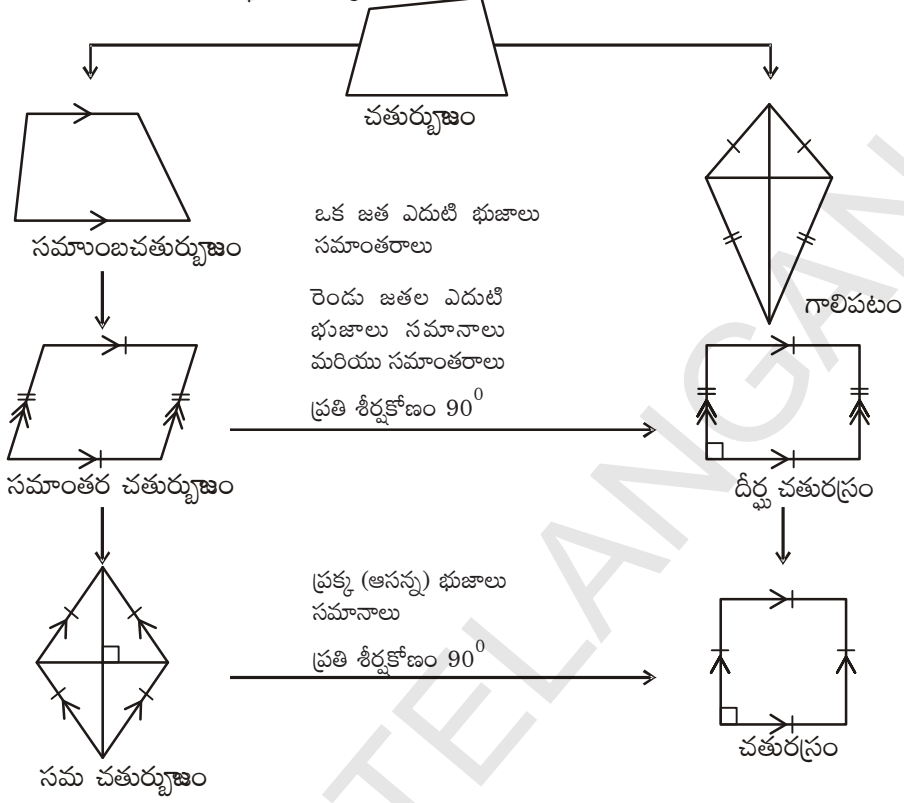 చతుర్భుజం
సమలంబచతుర్భుజం
ఒక జత ఎదుటి భుజాలు
సమాంతరాలు
గాలిపటం
రెండు జతల ఎదుటి
భుజాలు సమానాలు
మరియు సమాంతరాలు
ప్రతి శీర్షకోణం 90⁰
సమాంతర చతుర్భుజం
దీర్ఘ చతురస్రం
ప్రక్క (ఆసన్న) భుజాలు
సమానాలు
ప్రతి శీర్షకోణం 90⁰
చతురస్రం
సమ చతుర్భుజం
TELANGAN